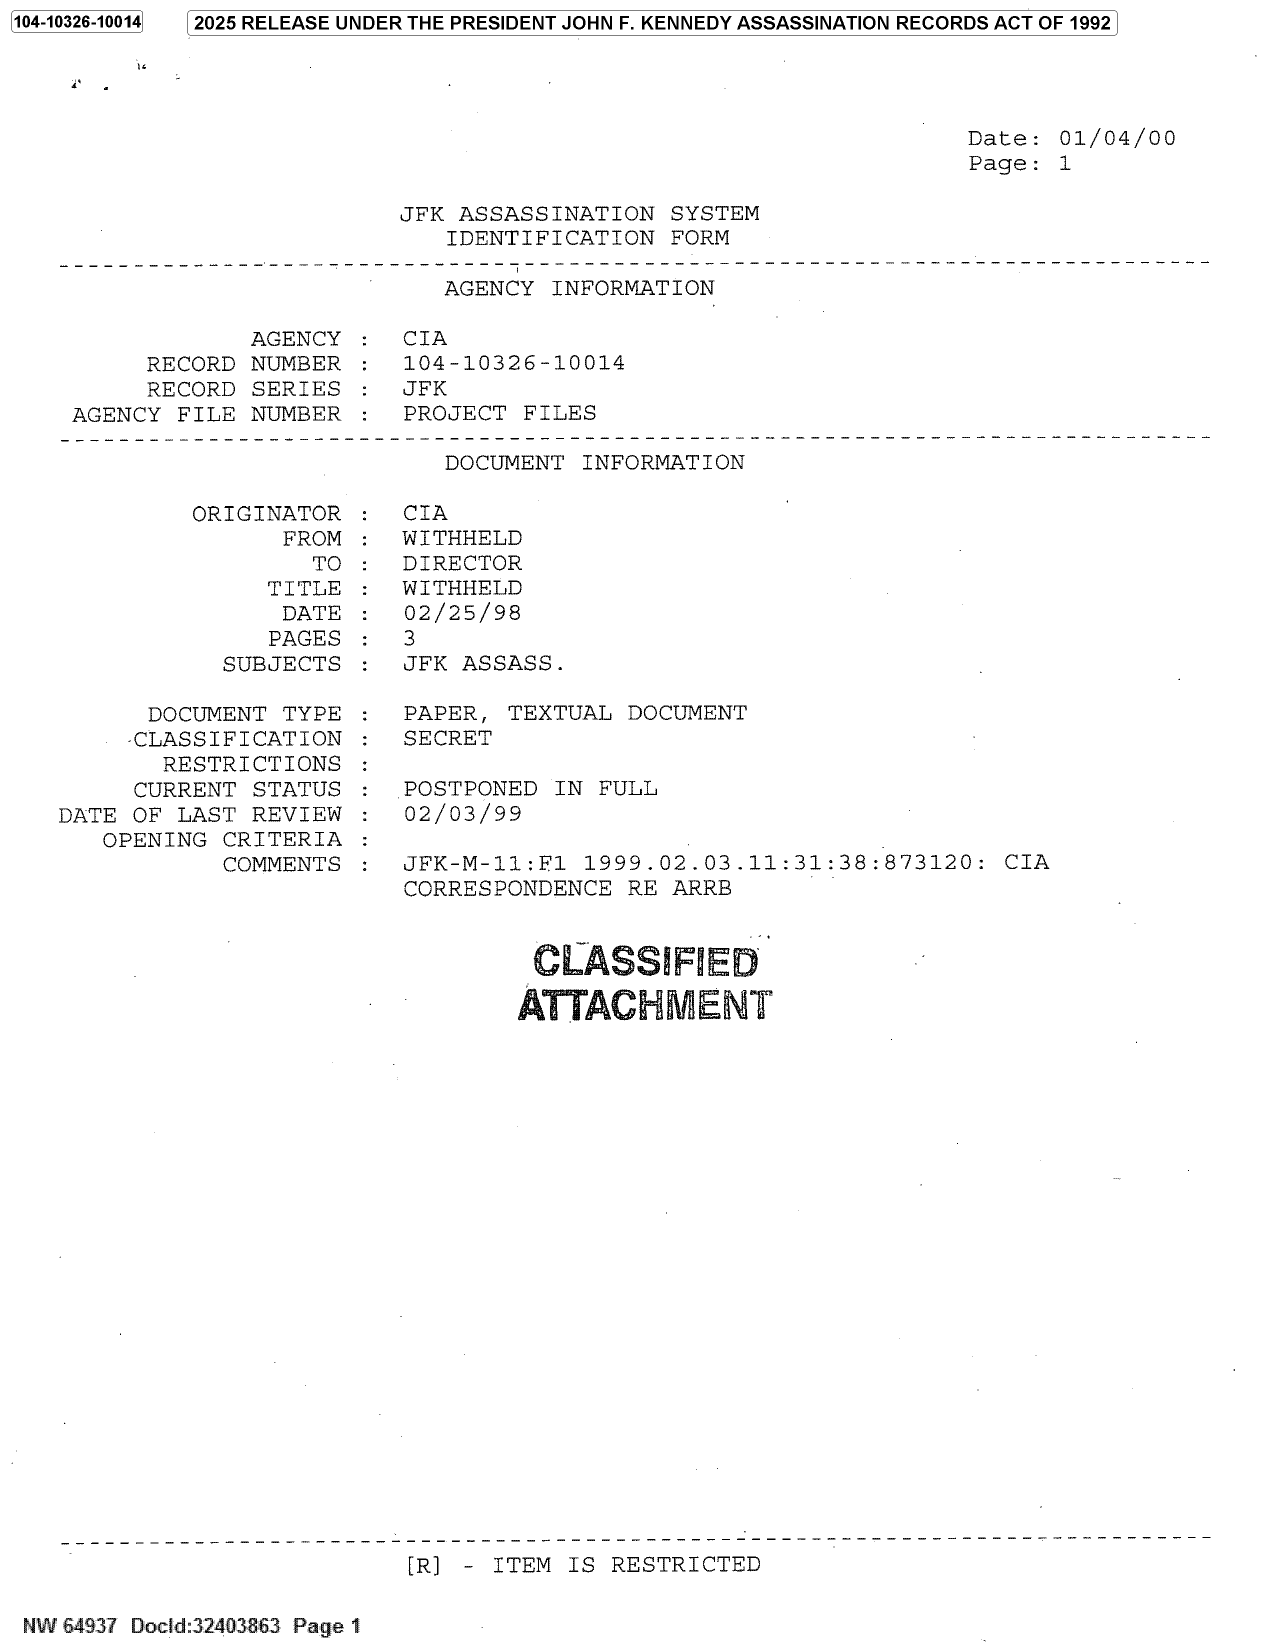 104-10326-10014 2025 RELEASE UNDER THE PRESIDENT JOHN F. KENNEDY ASSASSINATION RECORDS ACT OF 1992
Date: 01/04/00
Page: 1
JFK ASSASSINATION SYSTEM
IDENTIFICATION FORM
AGENCY INFORMATION
AGENCY : CIA
RECORD NUMBER : 104-10326-10014
RECORD SERIES : JFK
AGENCY FILE NUMBER : PROJECT FILES
DOCUMENT INFORMATION
ORIGINATOR : CIA
FROM : WITHHELD
TO : DIRECTOR
TITLE : WITHHELD
DATE : 02/25/98
PAGES : 3
SUBJECTS : JFK ASSASS.
DOCUMENT TYPE : PAPER, TEXTUAL DOCUMENT
CLASSIFICATION : SECRET
RESTRICTIONS :
CURRENT STATUS : POSTPONED IN FULL
DATE OF LAST REVIEW : 02/03/99
OPENING CRITERIA :
COMMENTS : JFK-M-11:F1 1999.02.03.11:31:38:873120: CIA
CORRESPONDENCE RE ARRB
CLASSIFIED
ATTACHMENT
[R] - ITEM IS RESTRICTED
NW 64937 DocId:32403863 Page 1